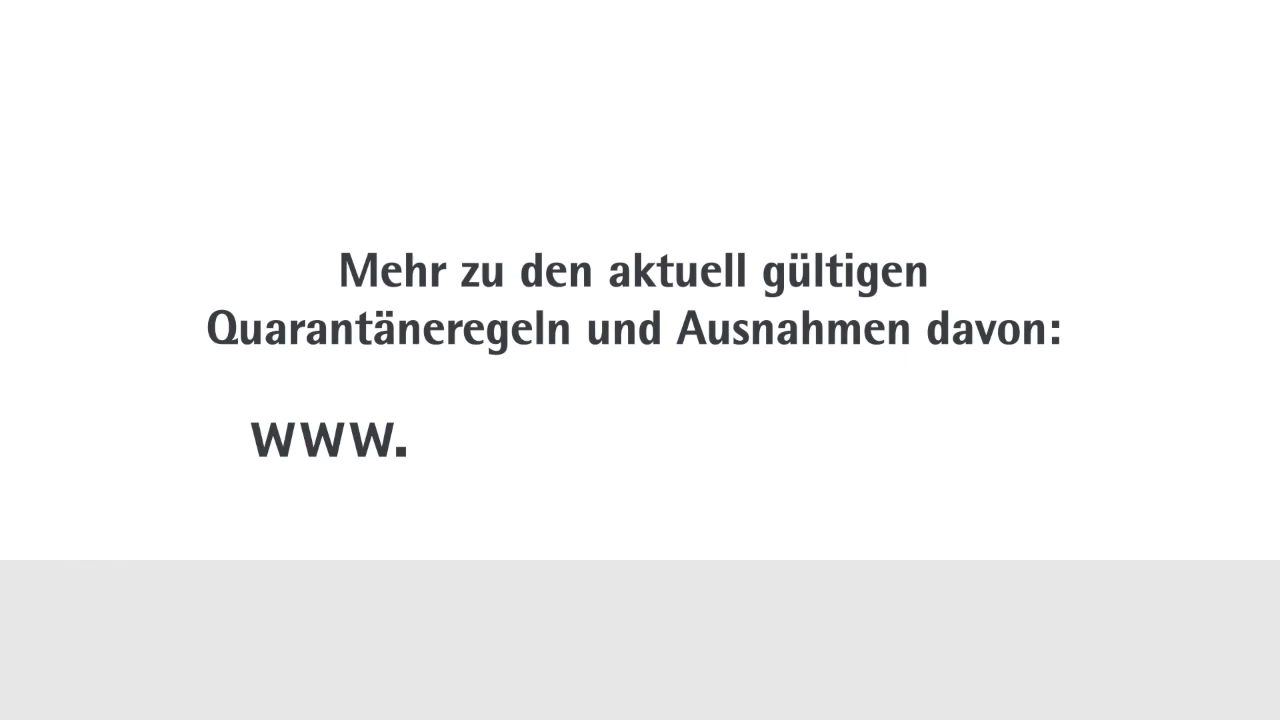 Mehr zu den aktuell gültigen
Quarantäneregeln und Ausnahmen davon:
www.